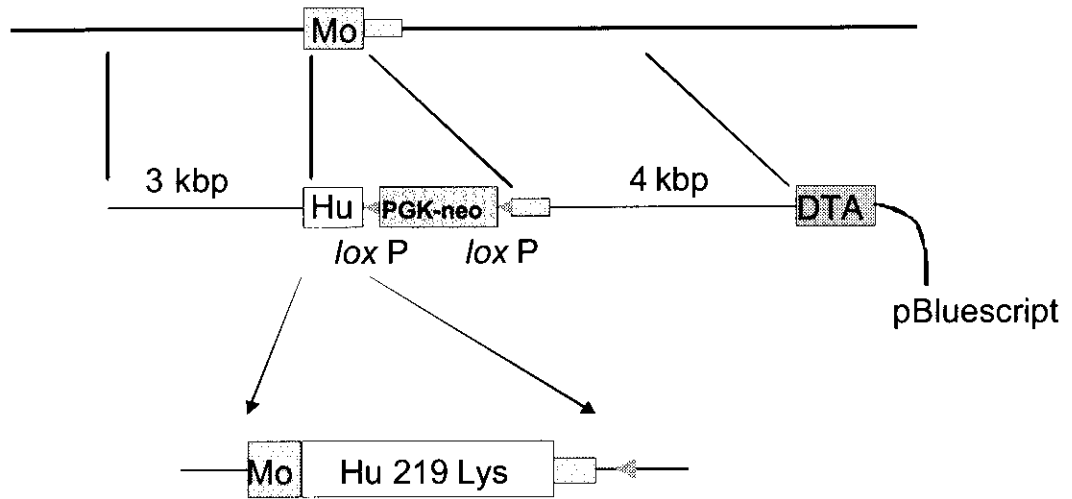 Mo
3 kbp
4 kbp
Hu
PGK-neo
DTA
lox P
lox P
pBluescript
Mo
Hu 219 Lys